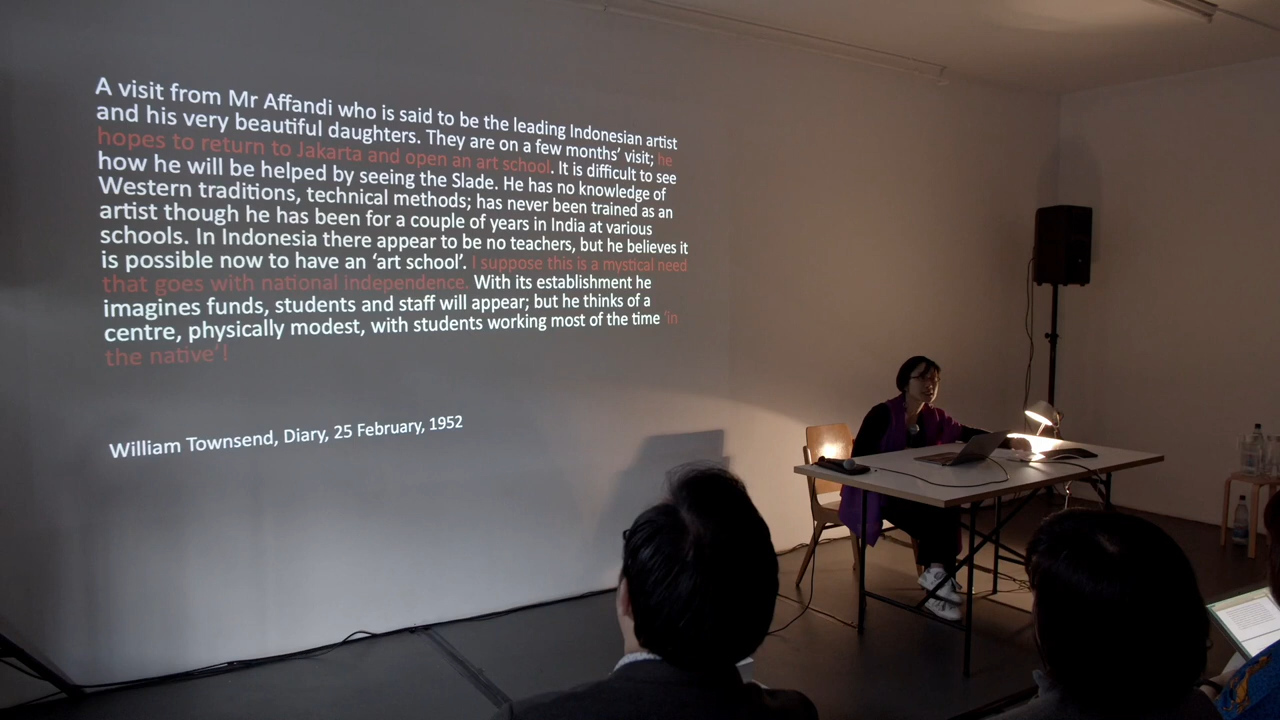 A visit from Mr Affandi who is said to be the leading Indonesian artist
and his very beautiful daughters. They are on a few months’ visit; he
hopes to return to Jakarta and open an art school. It is difficult to see
how he will be helped by seeing the Slade. He has no knowledge of
Western traditions, technical methods; has never been trained as an
artist though he has been for a couple of years in India at various
schools. In Indonesia there appear to be no teachers, but he believes it
is possible now to have an ‘art school’. I suppose this is a mystical need
that goes with national independence. With its establishment he
imagines funds, students and staff will appear; but he thinks of a
centre, physically modest, with students working most of the time ‘in
the native’!
William Townsend, Diary, 25 February, 1952